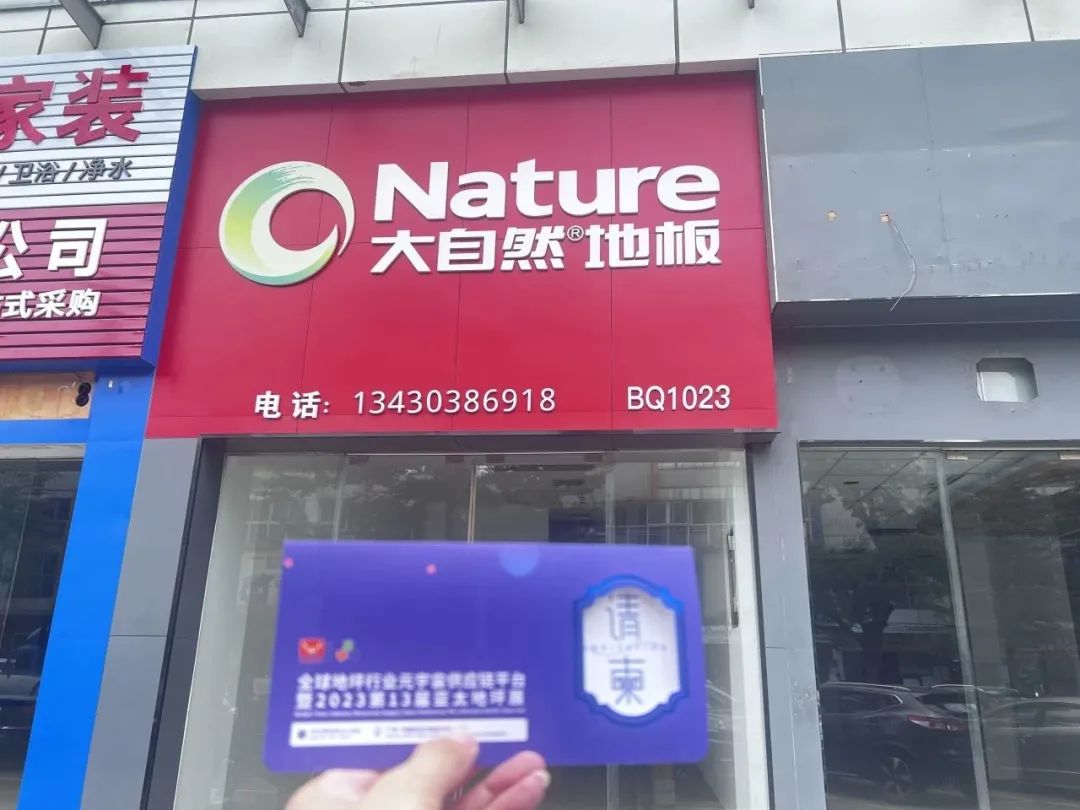 家装
/卫浴/净水
公司
式采购
Nature
大自然®地板
电话: 13430386918 BQ1023
请柬
全球地坪行业元宇宙供应链平台
暨2023第13届亚太地坪展